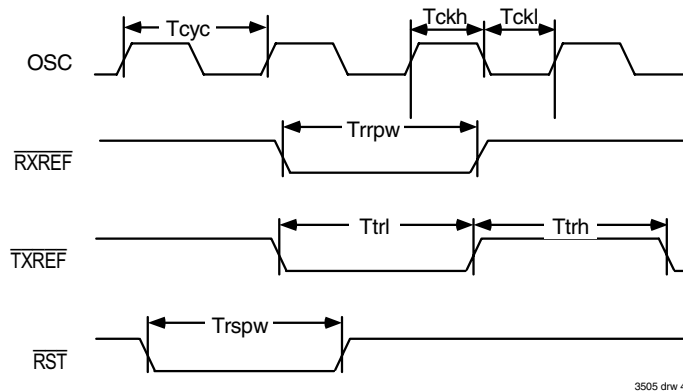 Tcyc
Tckh
Tckl
OSC
Trrpw
RXREF
Ttrl
Ttrh
TXREF
Trspw
RST
3505 drw 4